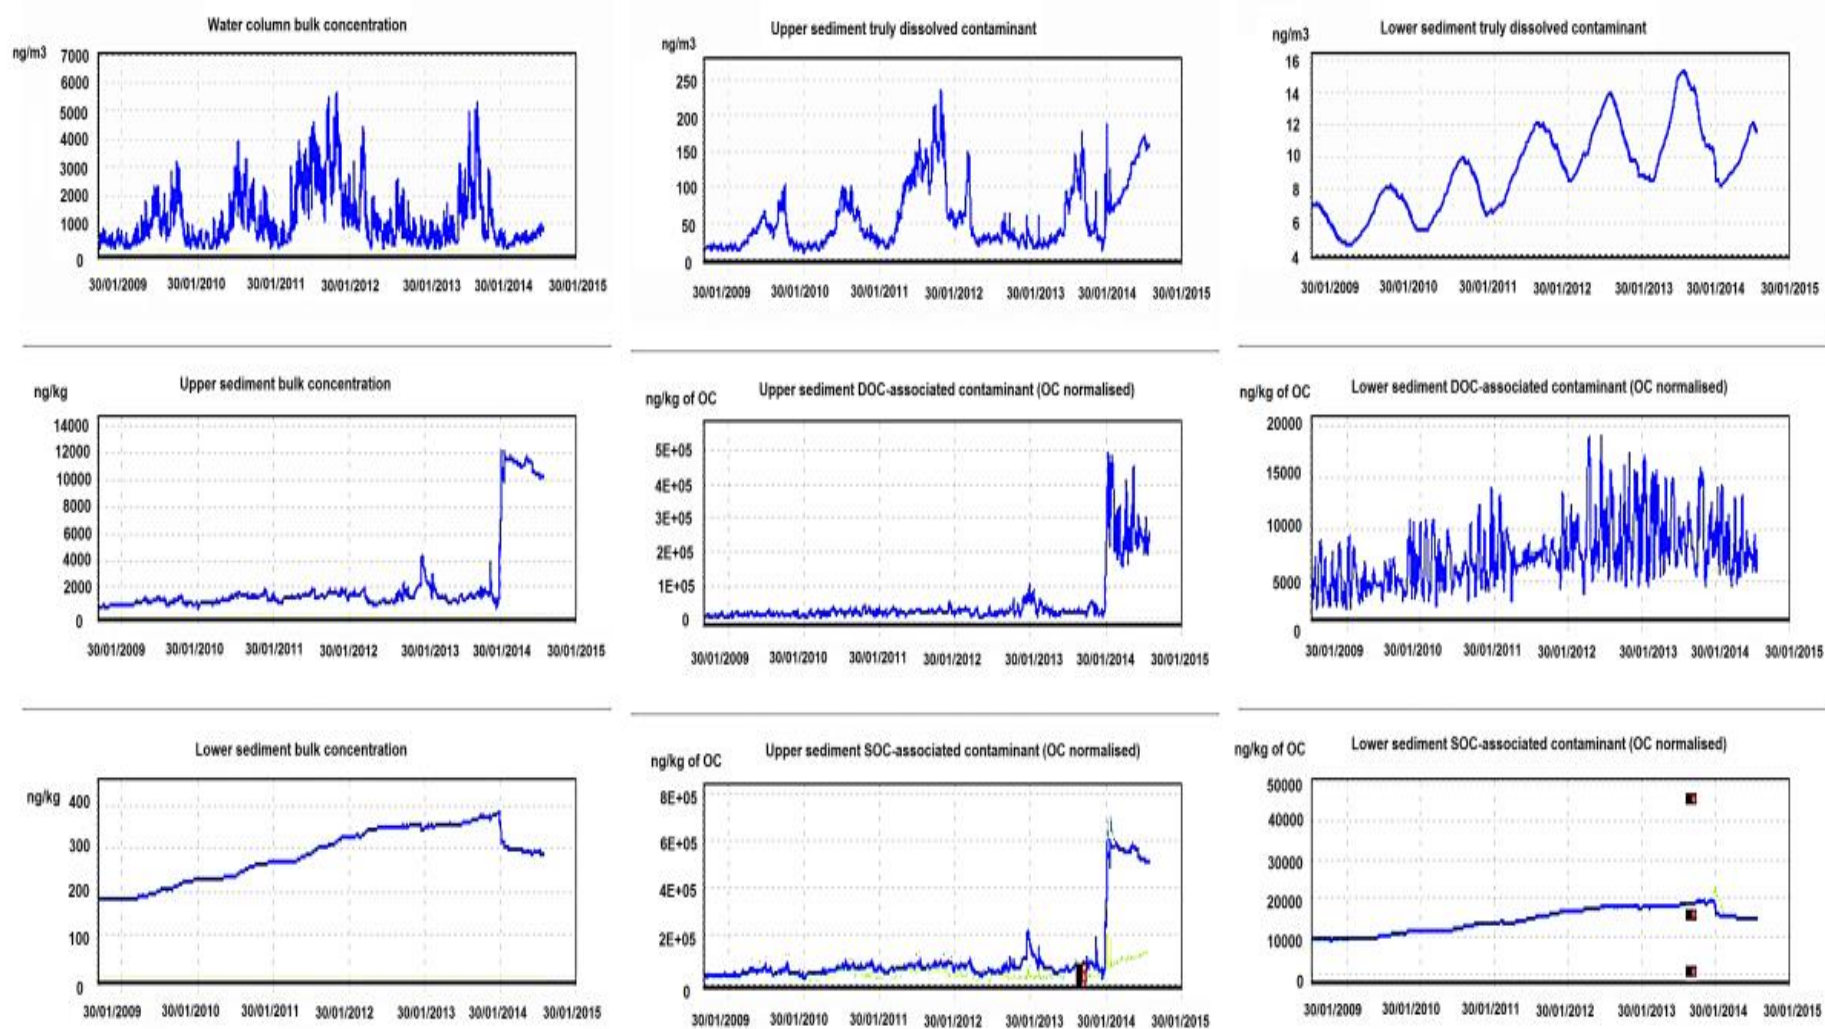 Water column bulk concentration
ng/m3
7000
6000
5000
4000
3000
2000
1000
0
30/01/2009 30/01/2010 30/01/2011 30/01/2012 30/01/2013 30/01/2014 30/01/2015
Upper sediment truly dissolved contaminant
ng/m3
250
200
150
100
50
0
30/01/2009 30/01/2010 30/01/2011 30/01/2012 30/01/2013 30/01/2014 30/01/2015
Lower sediment truly dissolved contaminant
ng/m3
16
14
12
10
8
6
4
30/01/2009 30/01/2010 30/01/2011 30/01/2012 30/01/2013 30/01/2014 30/01/2015
Upper sediment bulk concentration
ng/kg
14000
12000
10000
8000
6000
4000
2000
0
30/01/2009 30/01/2010 30/01/2011 30/01/2012 30/01/2013 30/01/2014 30/01/2015
Upper sediment DOC-associated contaminant (OC normalised)
ng/kg of OC
5E+05
4E+05
3E+05
2E+05
1E+05
0
30/01/2009 30/01/2010 30/01/2011 30/01/2012 30/01/2013 30/01/2014 30/01/2015
Lower sediment DOC-associated contaminant (OC normalised)
ng/kg of OC
20000
15000
10000
5000
0
30/01/2009 30/01/2010 30/01/2011 30/01/2012 30/01/2013 30/01/2014 30/01/2015
Lower sediment bulk concentration
ng/kg
400
300
200
100
0
30/01/2009 30/01/2010 30/01/2011 30/01/2012 30/01/2013 30/01/2014 30/01/2015
Upper sediment SOC-associated contaminant (OC normalised)
ng/kg of OC
8E+05
6E+05
4E+05
2E+05
0
30/01/2009 30/01/2010 30/01/2011 30/01/2012 30/01/2013 30/01/2014 30/01/2015
Lower sediment SOC-associated contaminant (OC normalised)
ng/kg of OC
50000
40000
30000
20000
10000
0
30/01/2009 30/01/2010 30/01/2011 30/01/2012 30/01/2013 30/01/2014 30/01/2015